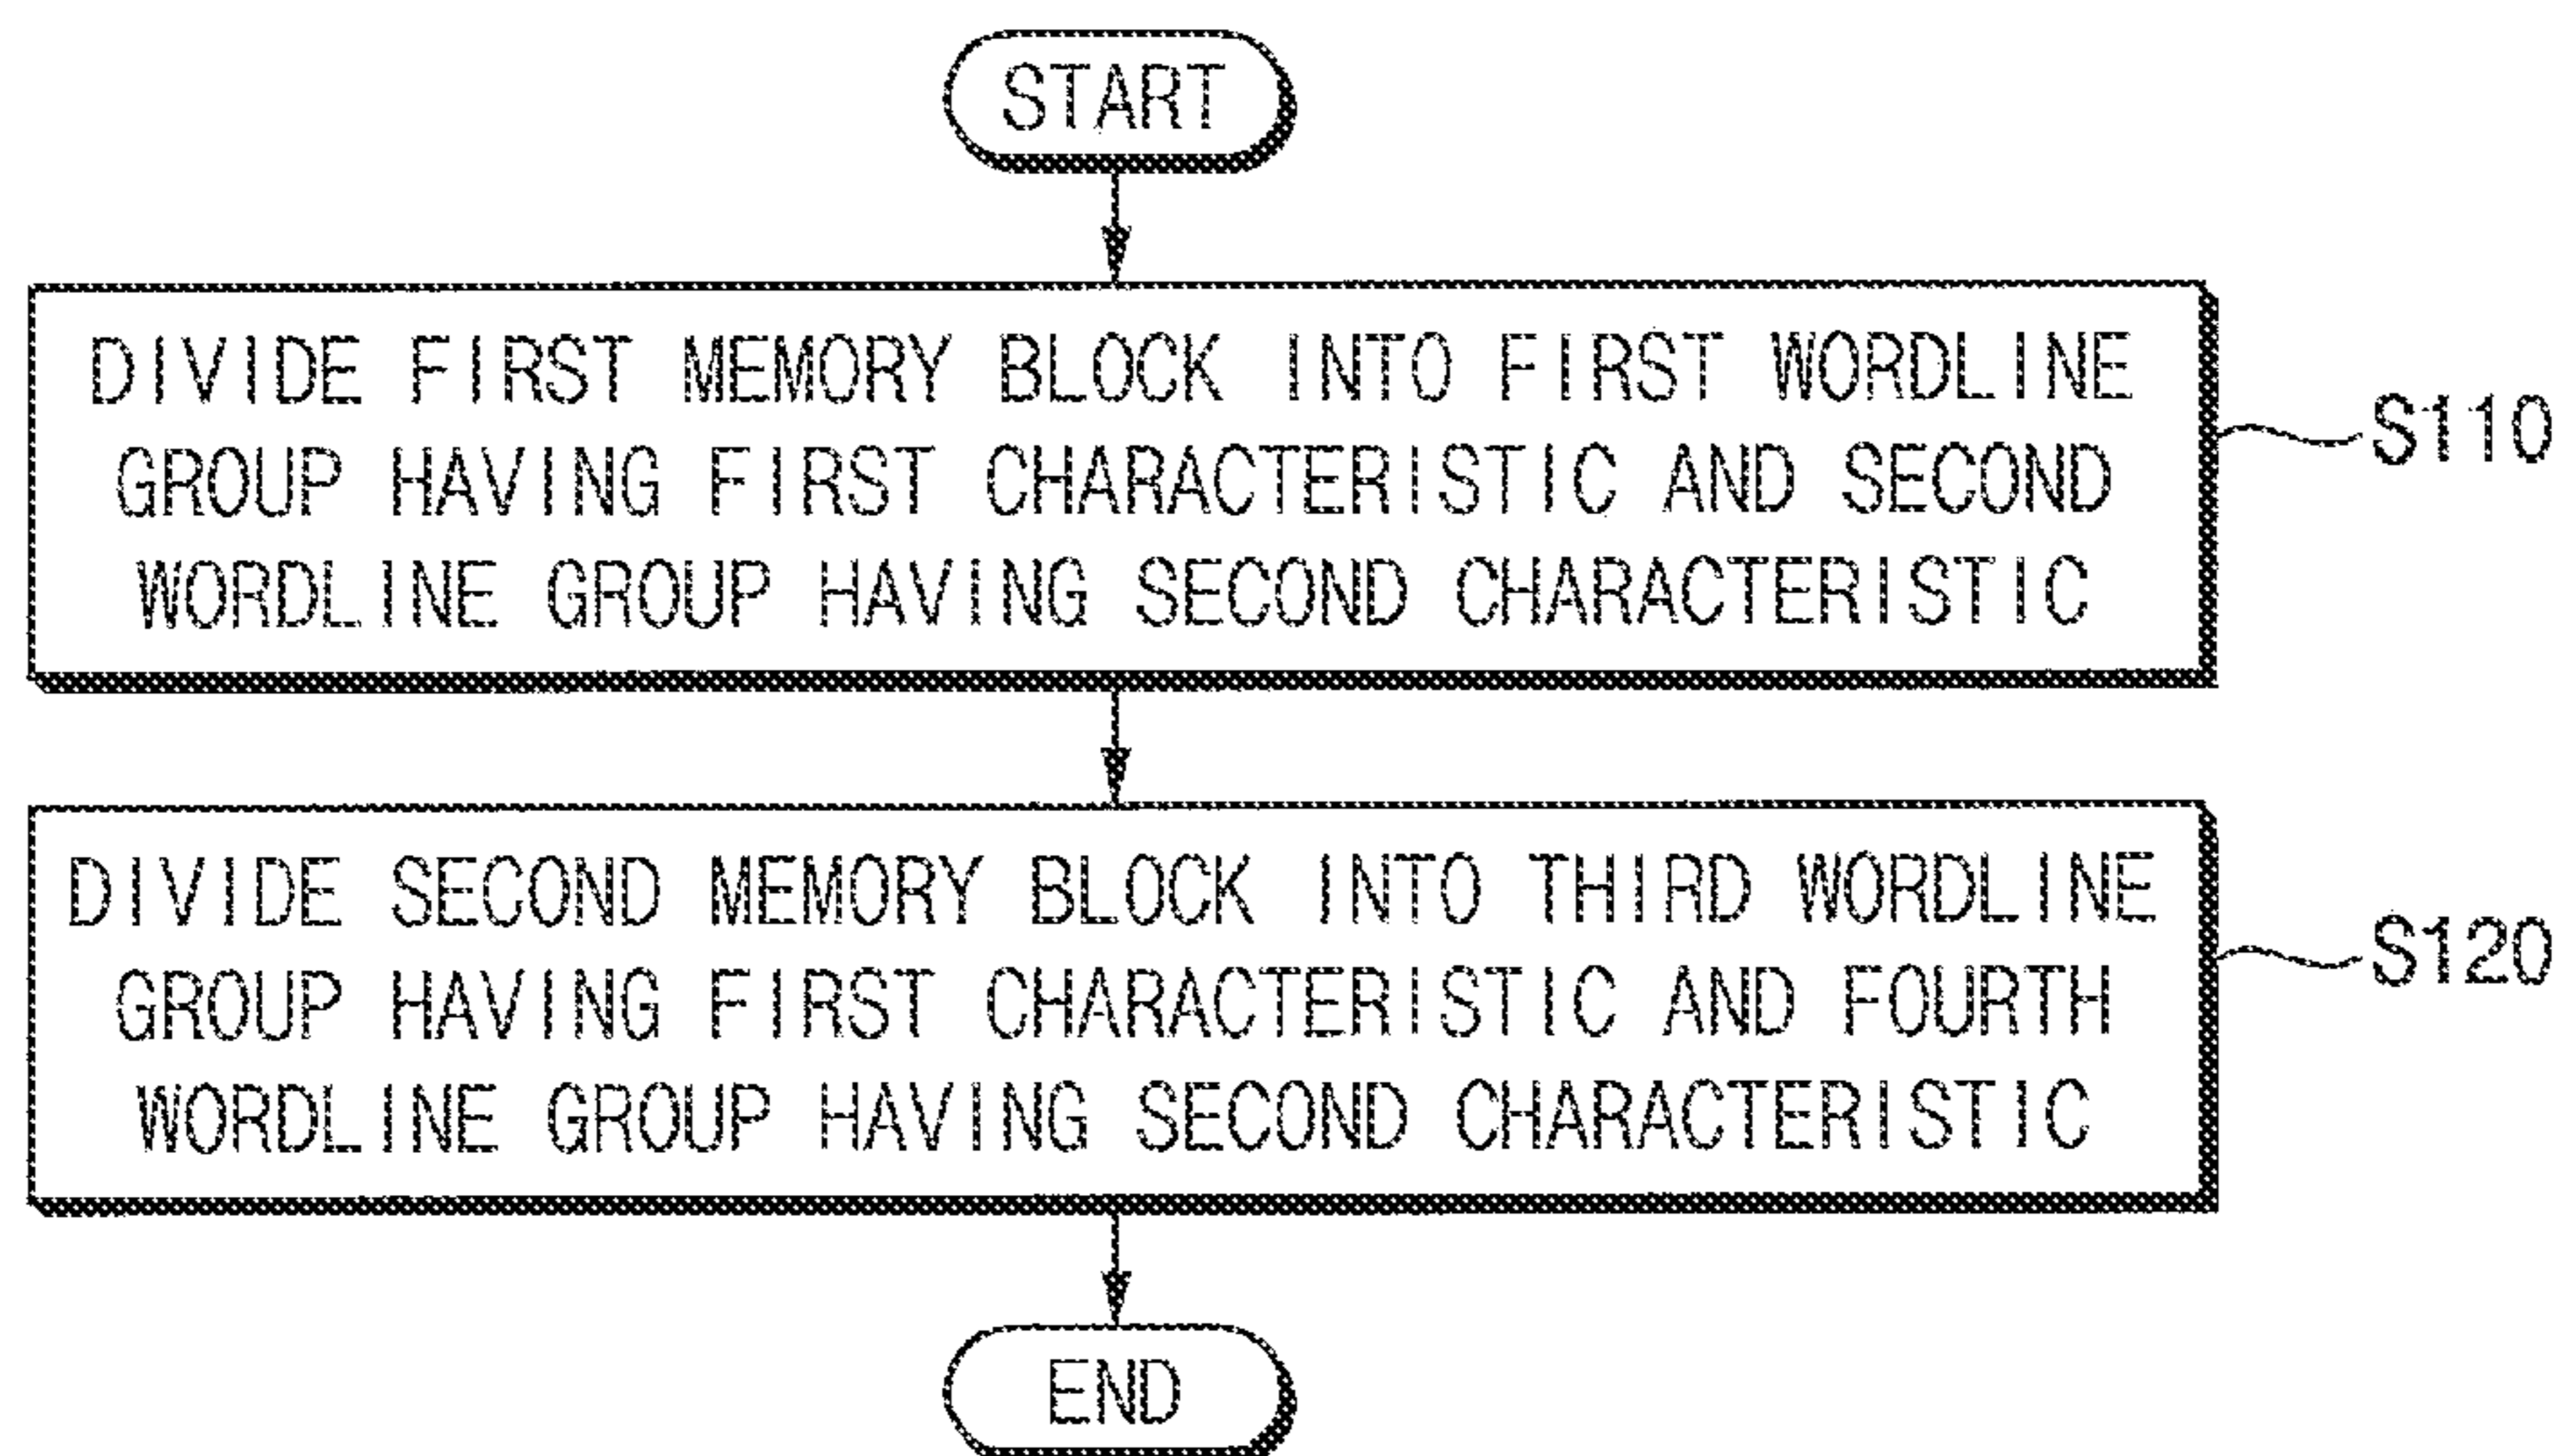 START
DIVIDE FIRST MEMORY BLOCK INTO FIRST WORDLINE
GROUP HAVING FIRST CHARACTERISTIC AND SECOND
WORDLINE GROUP HAVING SECOND CHARACTERISTIC
S110
DIVIDE SECOND MEMORY BLOCK INTO THIRD WORDLINE
GROUP HAVING FIRST CHARACTERISTIC AND FOURTH
WORDLINE GROUP HAVING SECOND CHARACTERISTIC
S120
END